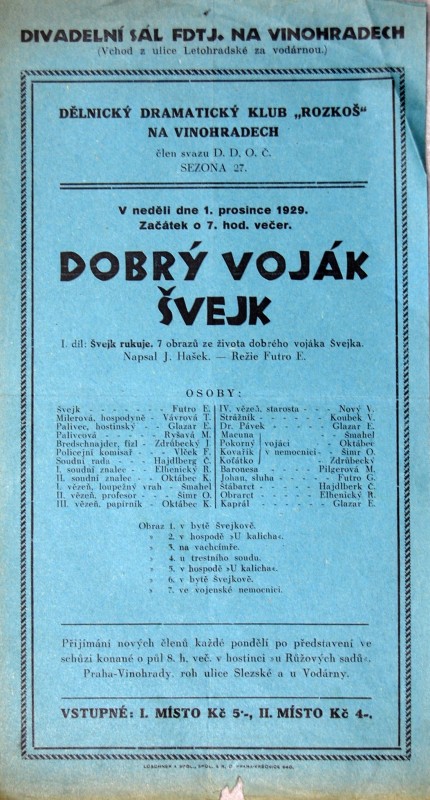 DIVADELNÍ SÁL FDTJ. NA VINOHRADECH
(Vchod z ulice Letohradské za vodárnou.)
DĚLNICKÝ DRAMATICKÝ KLUB „ROZKOŠ“
NA VINOHRADECH
člen svazu D. D. O. Č.
SEZONA 27.
V neděli dne 1. prosince 1929.
Začátek o 7. hod. večer.
DOBRÝ VOJÁK
ŠVEJK
I. díl: Švejk rukuje. 7 obrazů ze života dobrého vojáka Švejka.
Napsal J. Hašek. — Režie Futro E.
OSOBY:
Švejk - - - - - - - - Futro E.
Milerová, hospodyně - Vávrová T.
Palivec, hostinský - - Glazar E.
Palivcová - - - - Ryšavá M.
Bredschnajder, fízl - Zdrůbecký J.
Policejní komisař - - - Vlček F.
Soudní rada - - - Hajdlberg Č.
I. soudní znalec - - Elhenický R.
II. soudní znalec - - Oktábec K.
I. vězeň, loupežný vrah - - Smahel
II. vězeň, profesor - - Šimr O.
III. vězeň, papírník - Oktábec K.
IV. vězeň, starosta - - Nový V.
Strážník - - - - - Koubek V.
Dr. Pávek - - - - Glazar E.
Macuna - - - - - Smahel
Pokorný vojáci - - Oktábec
Kovařík v nemocnici - Šimr O.
Koťátko - - Zdrůbecký
Baronesa - - - Pilgerová M.
Johan, sluha - - - - Futro G.
Štábarct - - - - Hajdlberk Č.
Obrarct - - - - Elhenický R.
Kaprál - - - - - Glazar E.
Obraz 1. v bytě Švejkově.
» 2. v hospodě »U kalicha«.
» 3. na vachcimře.
» 4. u trestního soudu.
» 5. v hospodě »U kalicha«.
» 6. v bytě Švejkově.
» 7. ve vojenské nemocnici.
Přijímání nových členů každé pondělí po představení ve
schůzi konané o půl 8. h. več. v hostinci »u Růžových sadů«.
Praha-Vinohrady, roh ulice Slezské a u Vodárny.
VSTUPNÉ: I. MÍSTO Kč 5·-, II. MÍSTO Kč 4-.